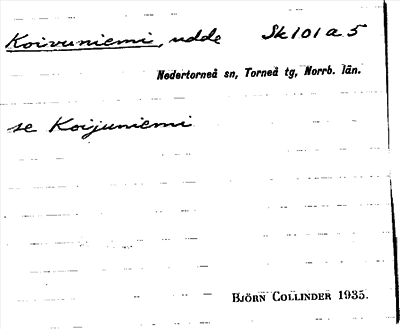 Koivuniemi, udde Sk101a5
Nedertorneå sn, Torneå tg, Norrb. län.
se Koijuniemi
BJÖRN COLLINDER 1935.